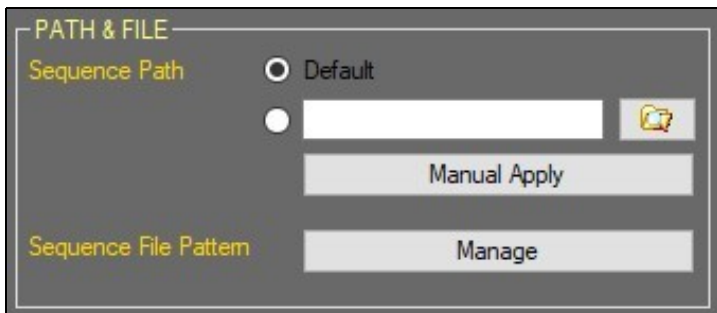 PATH & FILE
Sequence Path Default
Manual Apply
Sequence File Pattern Manage